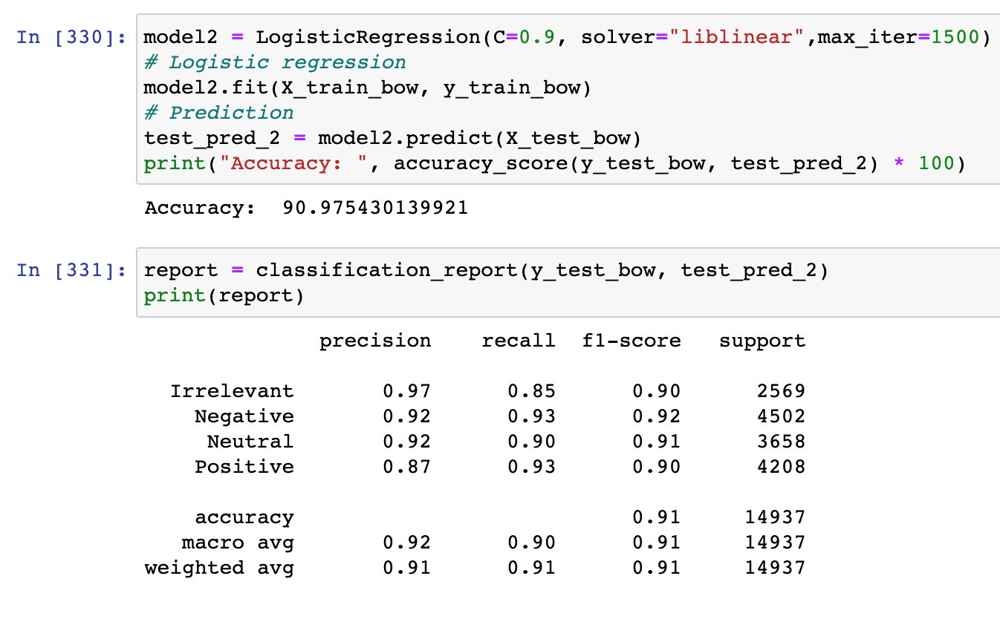 In [330]: model2 = LogisticRegression(C=0.9, solver="liblinear",max_iter=1500)
# Logistic regression
model2.fit(X_train_bow, y_train_bow)
# Prediction
test_pred_2 = model2.predict(X_test_bow)
print("Accuracy: ", accuracy_score(y_test_bow, test_pred_2) * 100)
Accuracy:  90.975430139921
In [331]: report = classification_report(y_test_bow, test_pred_2)
print(report)
precision recall f1-score support
Irrelevant 0.97 0.85 0.90 2569
Negative 0.92 0.93 0.92 4502
Neutral 0.92 0.90 0.91 3658
Positive 0.87 0.93 0.90 4208
accuracy 0.91 14937
macro avg 0.92 0.90 0.91 14937
weighted avg 0.91 0.91 0.91 14937